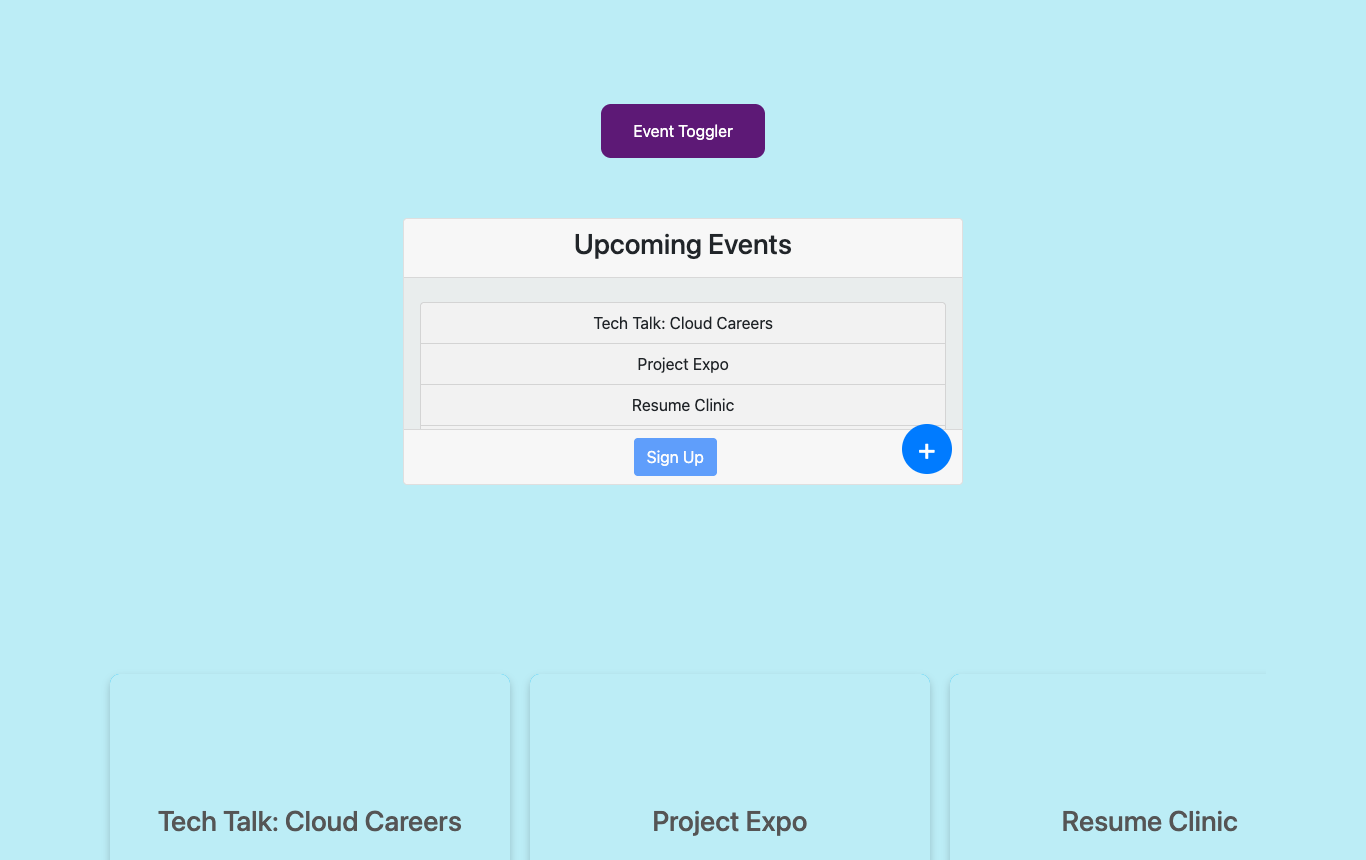 Event Toggler
Upcoming Events
Tech Talk: Cloud Careers
Project Expo
Resume Clinic
Sign Up
+
Tech Talk: Cloud Careers
Project Expo
Resume Clinic